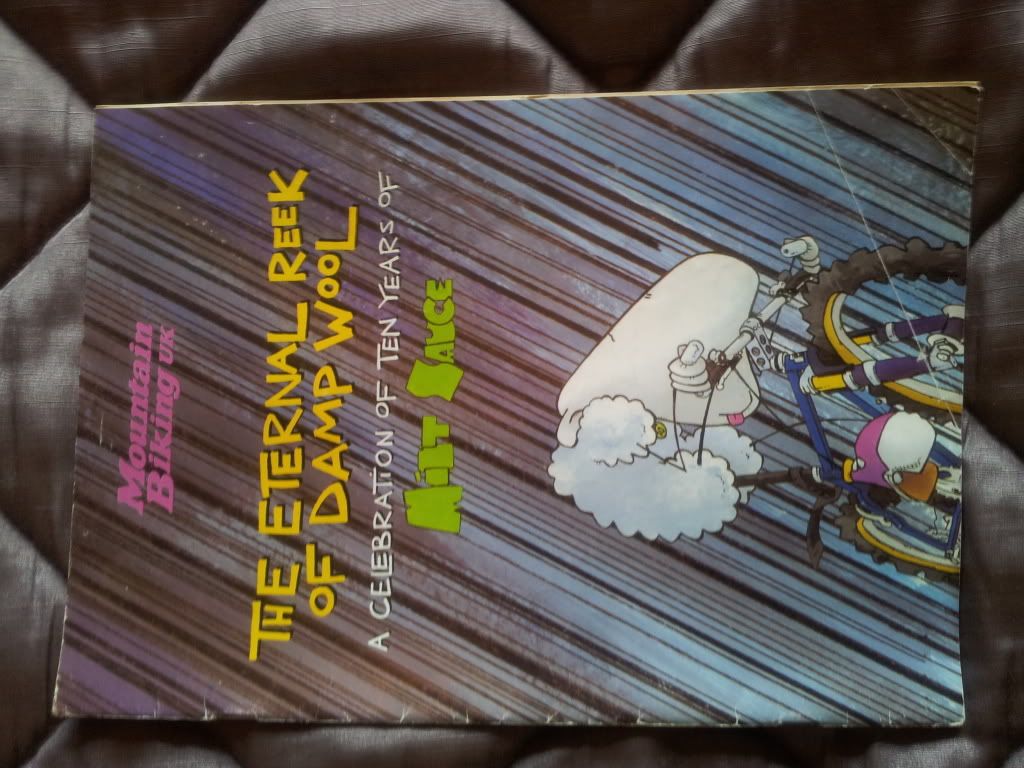 Mountain
Biking UK
THE ETERNAL REEK
OF DAMP WOOL
A CELEBRATION OF TEN YEARS OF
MiNT SAUCE